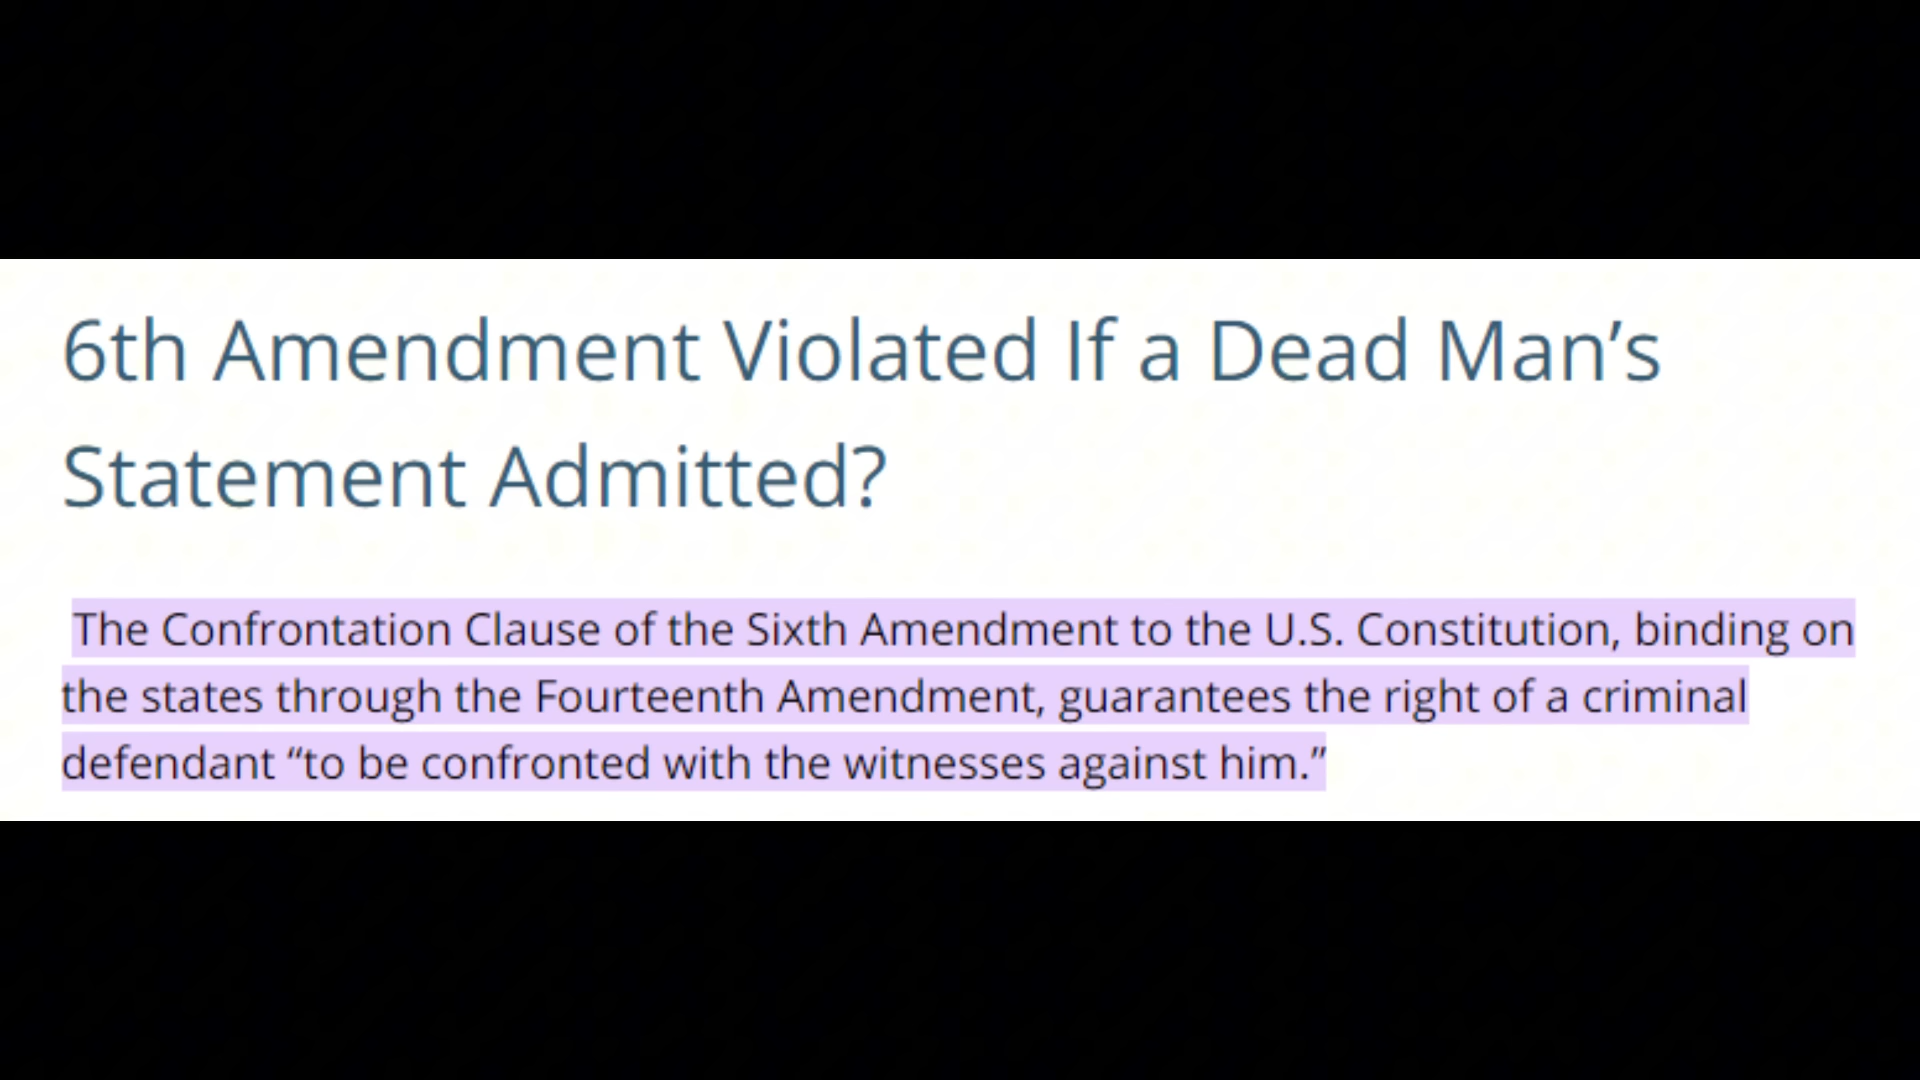 6th Amendment Violated If a Dead Man’s
Statement Admitted?
The Confrontation Clause of the Sixth Amendment to the U.S. Constitution, binding on
the states through the Fourteenth Amendment, guarantees the right of a criminal
defendant “to be confronted with the witnesses against him.”